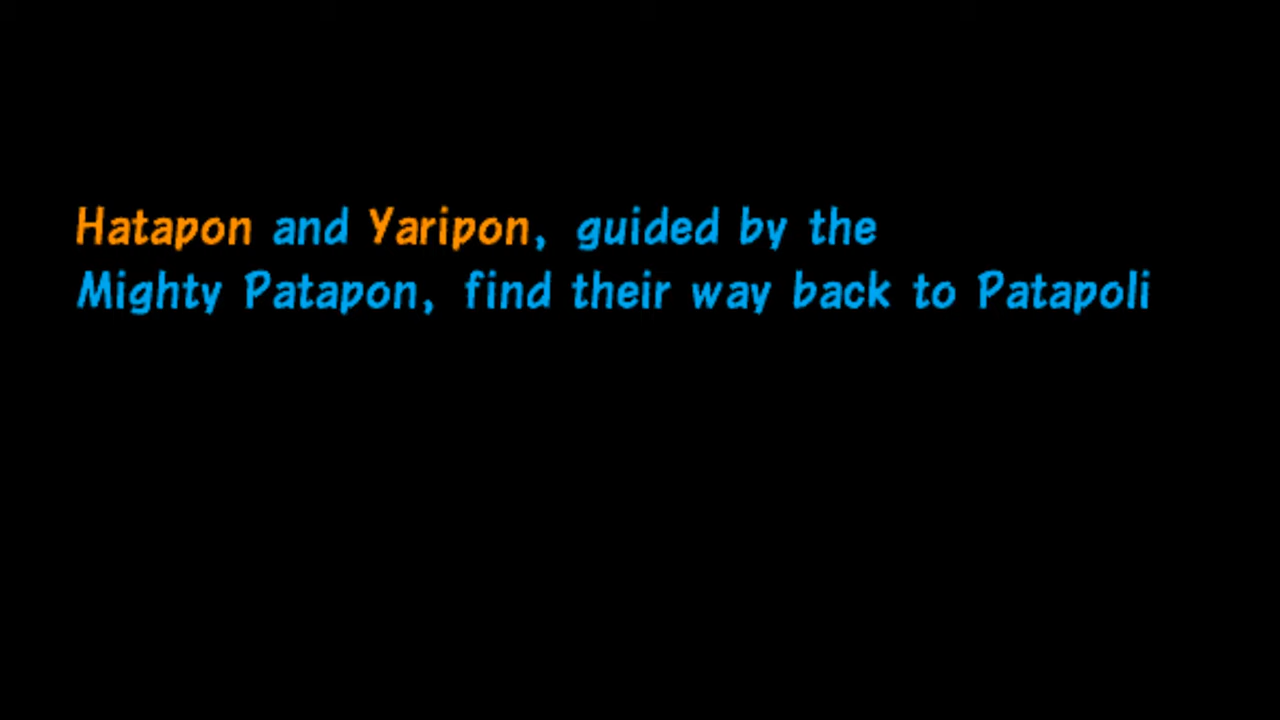 Hatapon and Yaripon, guided by the
Mighty Patapon, find their way back to Patapoli